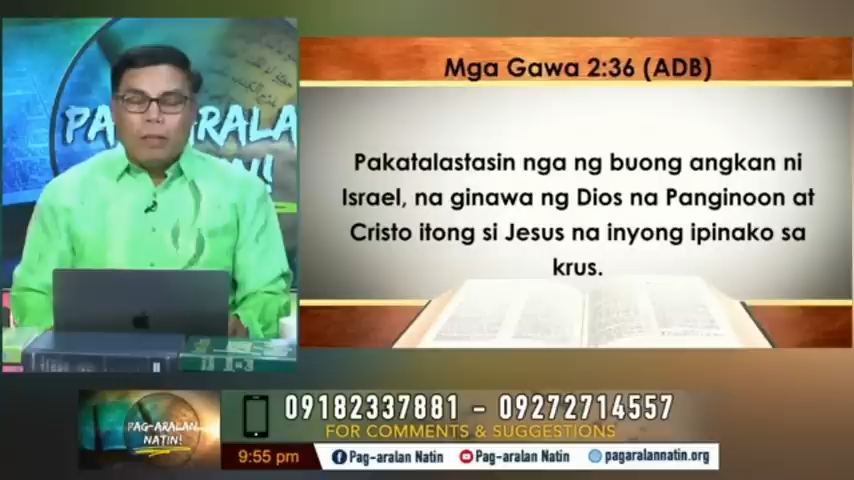 Mga Gawa 2:36 (ADB)
Pakatalastasin nga ng buong angkan ni
Israel, na ginawa ng Dios na Panginoon at
Cristo itong si Jesus na inyong ipinako sa
krus.
PAG-ARALAN
NATIN!
09182337881 - 09272714557
FOR COMMENTS & SUGGESTIONS
9:55 pm
Pag-aralan Natin
Pag-aralan Natin
pagaralannatin.org